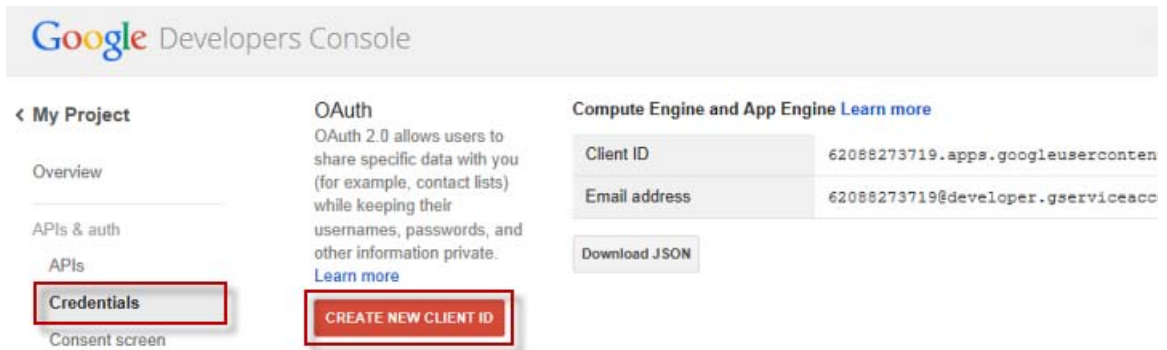 Google Developers Console
< My Project
Overview
APIs & auth
APIs
Credentials
Consent screen
OAuth
OAuth 2.0 allows users to
share specific data with you
(for example, contact lists)
while keeping their
usernames, passwords, and
other information private.
Learn more
CREATE NEW CLIENT ID
Compute Engine and App Engine Learn more
Client ID 62088273719.apps.googleuserconten
Email address 62088273719@developer.gserviceacc
Download JSON